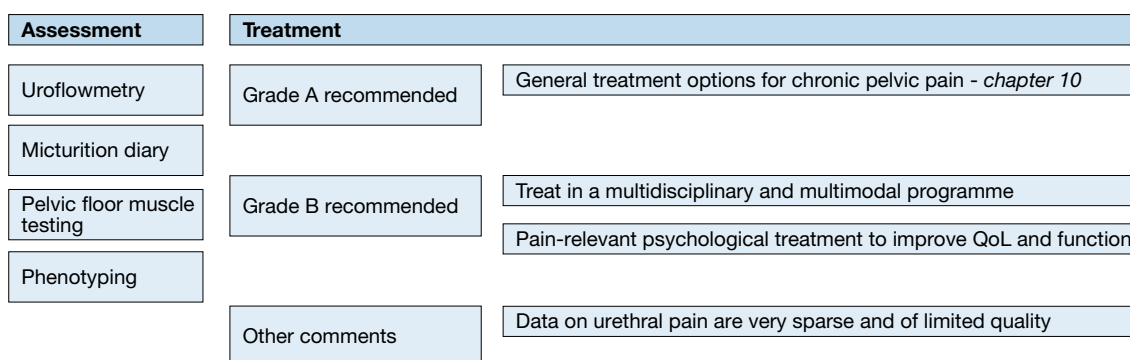 Assessment
Treatment
Uroflowmetry
Micturition diary
Pelvic floor muscle
testing
Phenotyping
Grade A recommended
General treatment options for chronic pelvic pain - chapter 10
Grade B recommended
Treat in a multidisciplinary and multimodal programme
Pain-relevant psychological treatment to improve QoL and function
Other comments
Data on urethral pain are very sparse and of limited quality